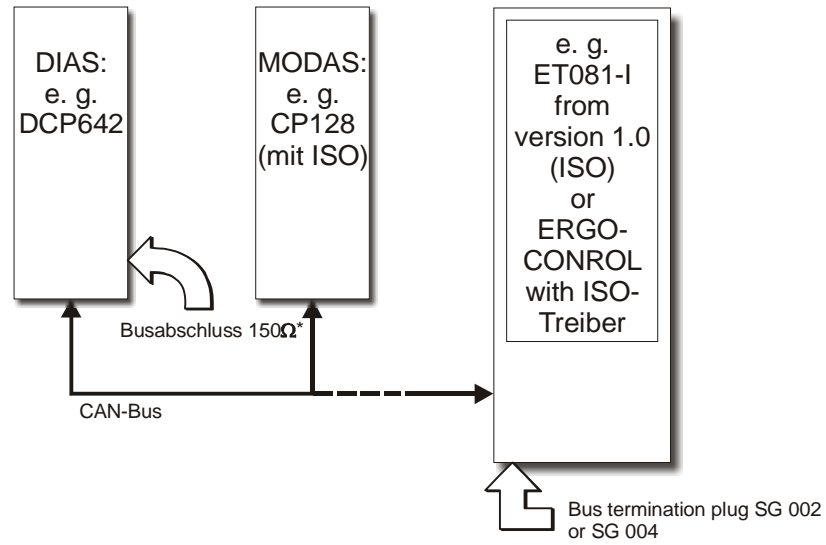 DIAS:
e. g.
DCP642
MODAS:
e. g.
CP128
(mit ISO)
e. g.
ET081-I
from
version 1.0
(ISO)
or
ERGO-
CONROL
with ISO-
Treiber
Busabschluss 150Ω*
CAN-Bus
Bus termination plug SG 002
or SG 004